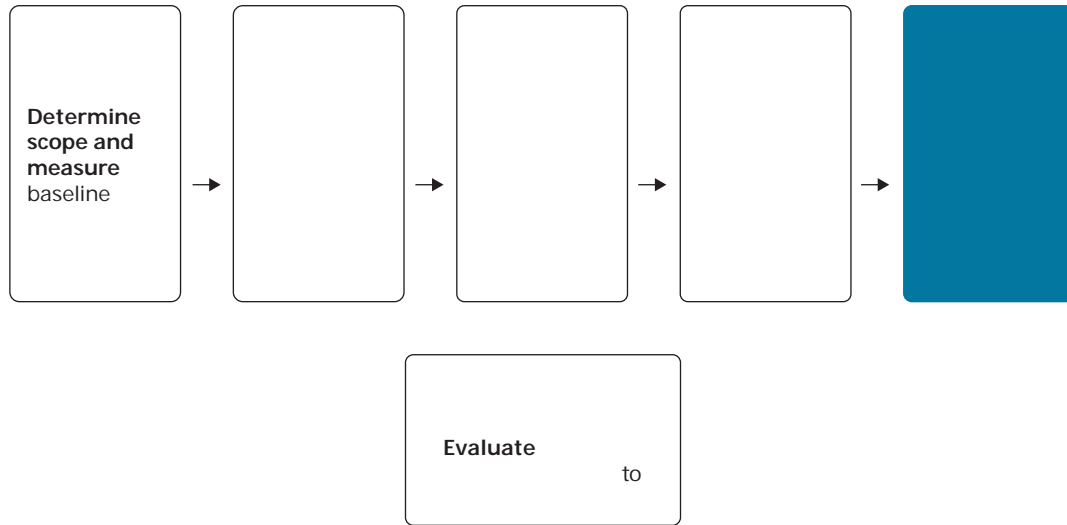 Determine
scope and
measure
baseline
Evaluate
to